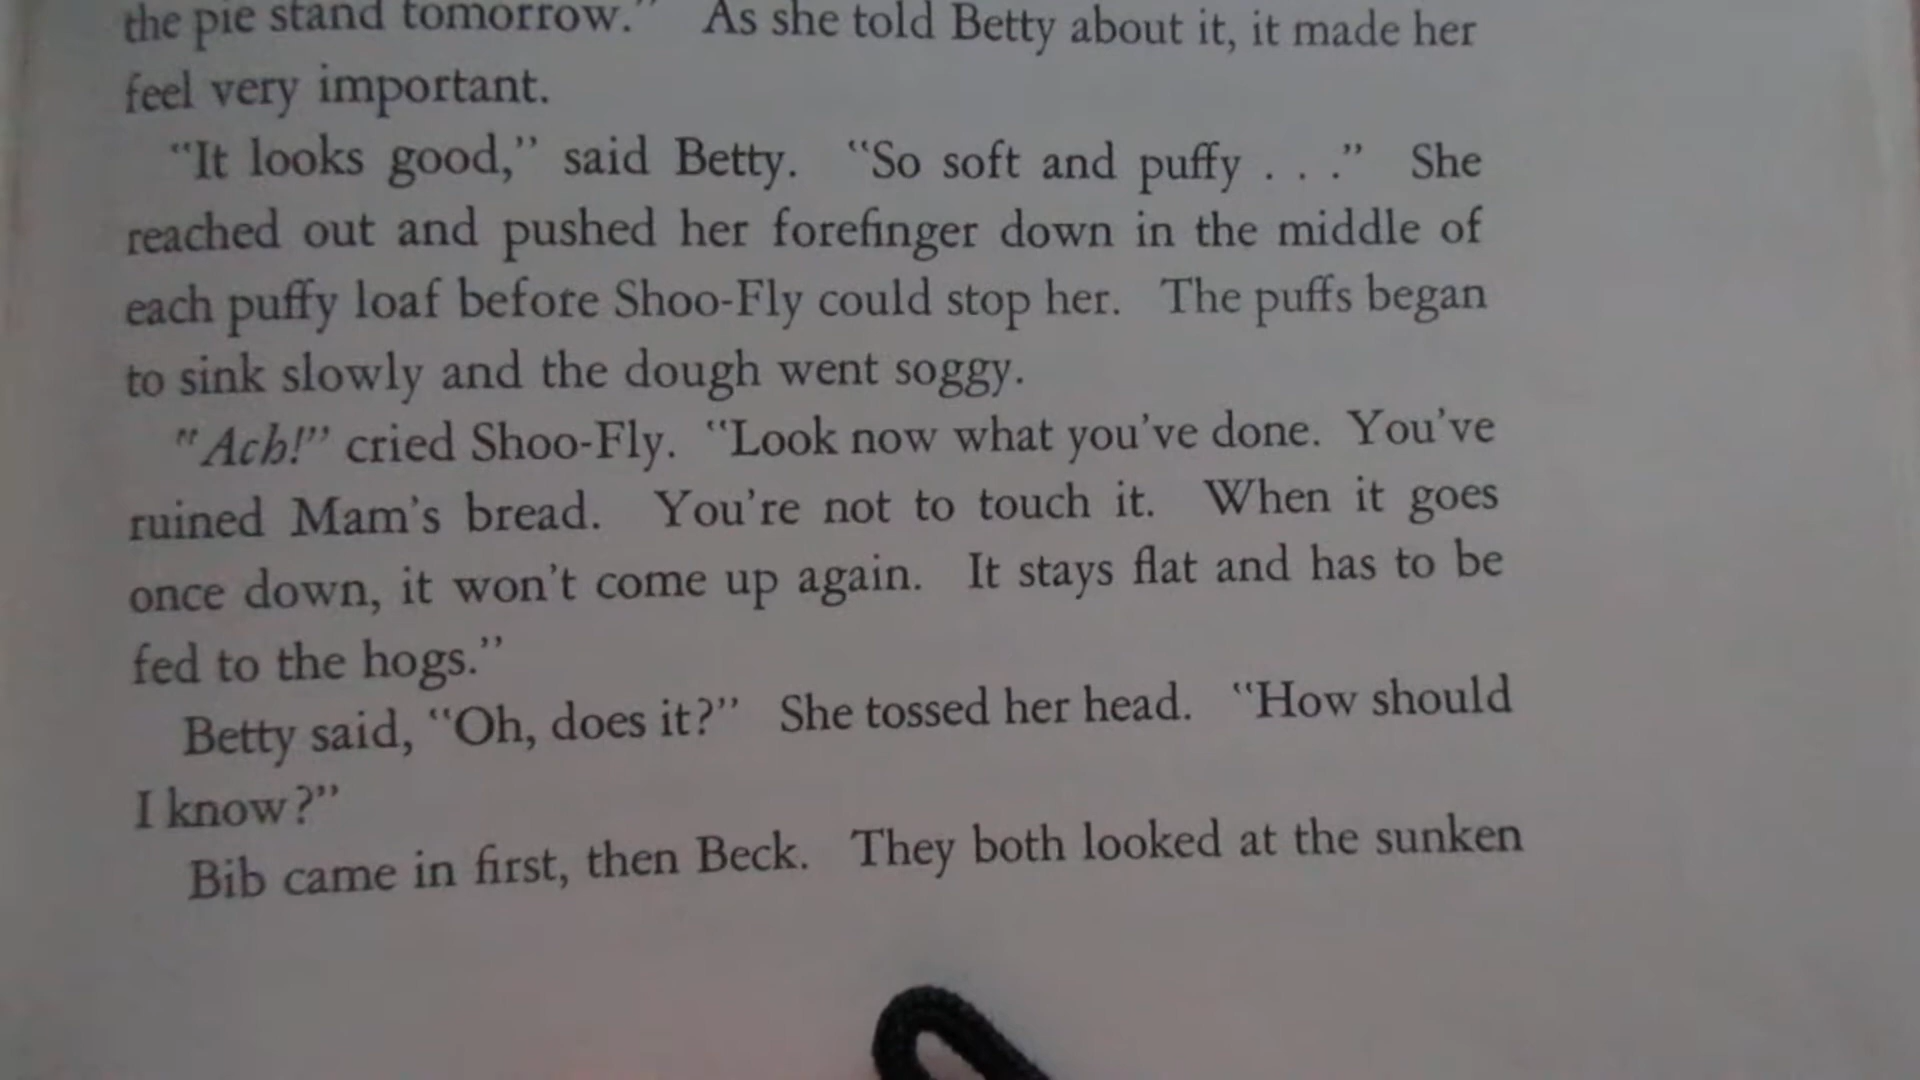 the pie stand tomorrow." As she told Betty about it, it made her
feel very important.
"It looks good," said Betty. "So soft and puffy . . ." She
reached out and pushed her forefinger down in the middle of
each puffy loaf before Shoo-Fly could stop her. The puffs began
to sink slowly and the dough went soggy.
"Ach!" cried Shoo-Fly. "Look now what you've done. You've
ruined Mam's bread. You're not to touch it. When it goes
once down, it won't come up again. It stays flat and has to be
fed to the hogs."
Betty said, "Oh, does it?" She tossed her head. "How should
I know?"
Bib came in first, then Beck. They both looked at the sunken